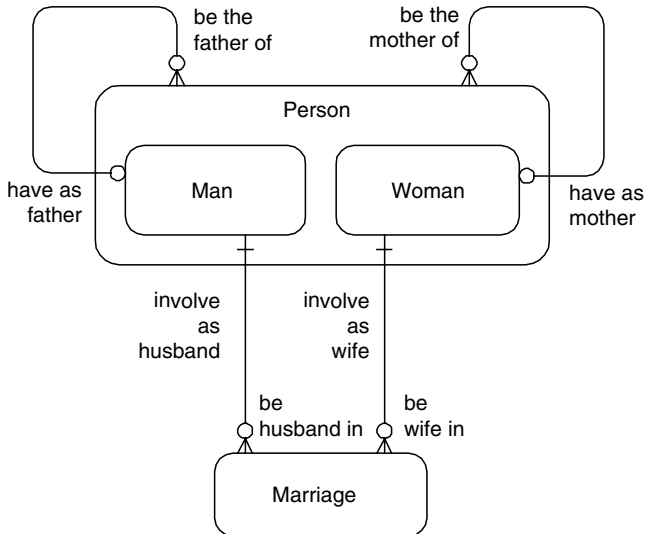 be the
father of
be the
mother of
Person
Man
Woman
have as
father
have as
mother
involve
as
husband
involve
as
wife
be
husband in
be
wife in
Marriage